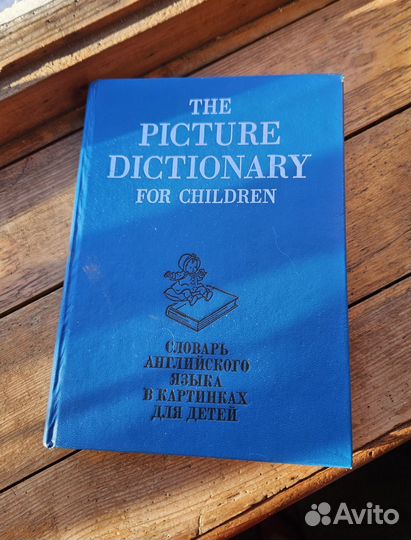 THE
PICTURE
DICTIONARY
FOR CHILDREN
СЛОВАРЬ
АНГЛИЙСКОГО
ЯЗЫКА
В КАРТИНКАХ
ДЛЯ ДЕТЕЙ
Avito